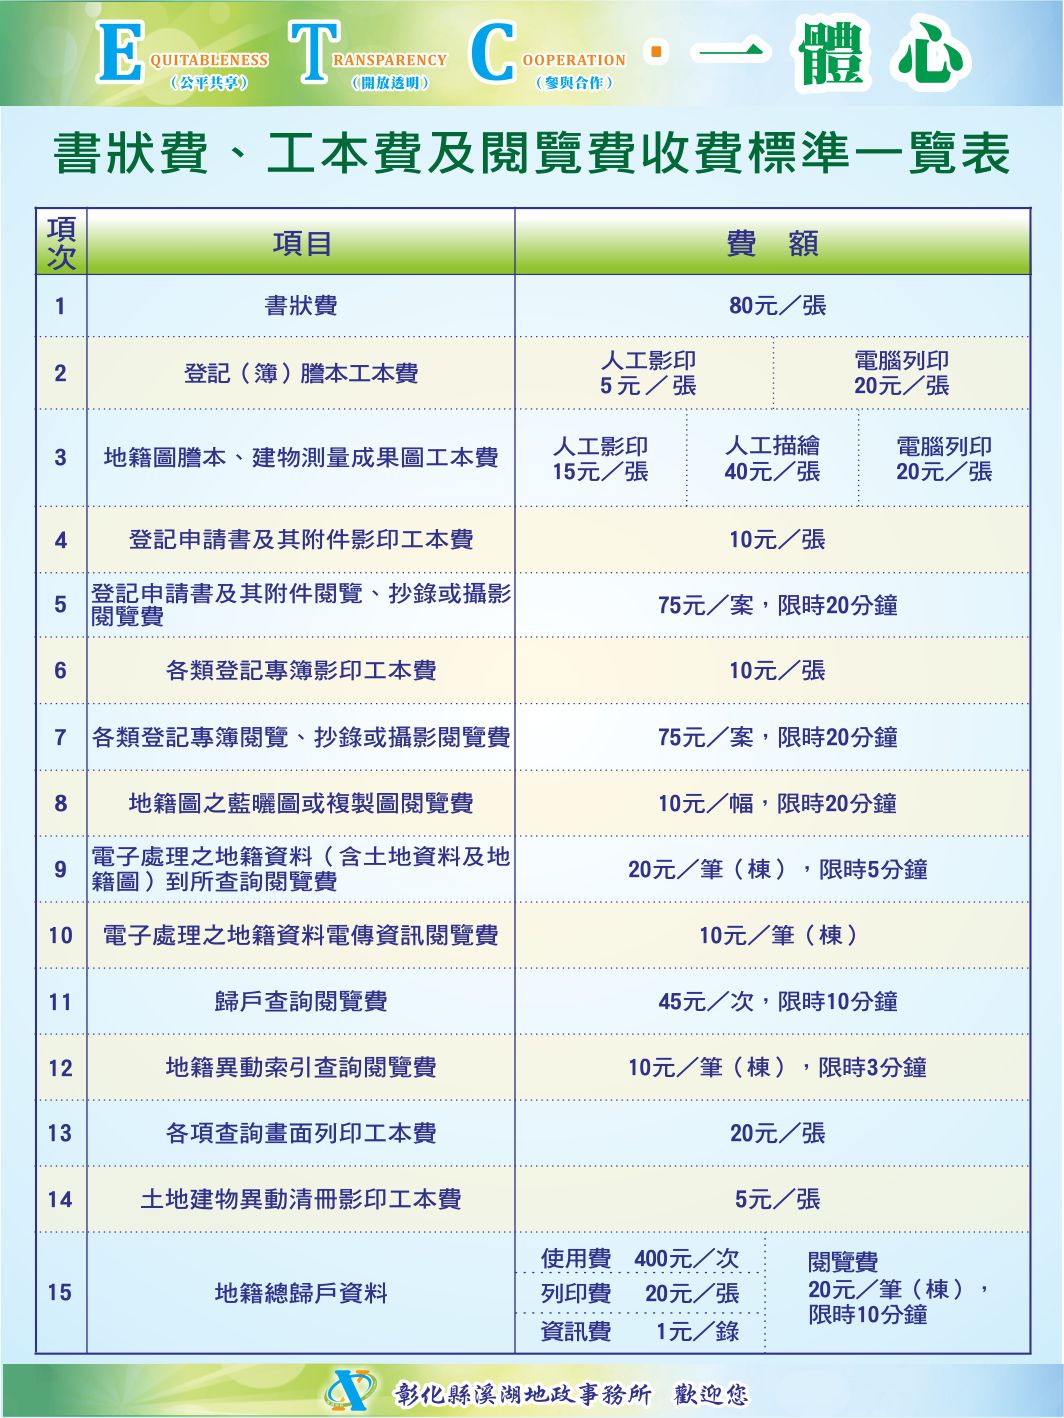 EQUITABLENESS TRANSPARENCY COOPERATION·一體心
（公平共享） （開放透明） （參與合作）
書狀費、工本費及閱覽費收費標準一覽表
項次 項目 費 額
1 書狀費 80元／張
2 登記（簿）謄本工本費 人工影印 5元／張 電腦列印 20元／張
3 地籍圖謄本、建物測量成果圖工本費 人工影印 15元／張 人工描繪 40元／張 電腦列印 20元／張
4 登記申請書及其附件影印工本費 10元／張
5 登記申請書及其附件閱覽、抄錄或攝影
閱覽費 75元／案，限時20分鐘
6 各類登記專簿影印工本費 10元／張
7 各類登記專簿閱覽、抄錄或攝影閱覽費 75元／案，限時20分鐘
8 地籍圖之藍曬圖或複製圖閱覽費 10元／幅，限時20分鐘
9 電子處理之地籍資料（含土地資料及地
籍圖）到所查詢閱覽費 20元／筆（棟），限時5分鐘
10 電子處理之地籍資料電傳資訊閱覽費 10元／筆（棟）
11 歸戶查詢閱覽費 45元／次，限時10分鐘
12 地籍異動索引查詢閱覽費 10元／筆（棟），限時3分鐘
13 各項查詢畫面列印工本費 20元／張
14 土地建物異動清冊影印工本費 5元／張
15 地籍總歸戶資料
使用費 400元／次
列印費 20元／張
資訊費 1元／錄
閱覽費
20元／筆（棟），
限時10分鐘
彰化縣溪湖地政事務所 歡迎您